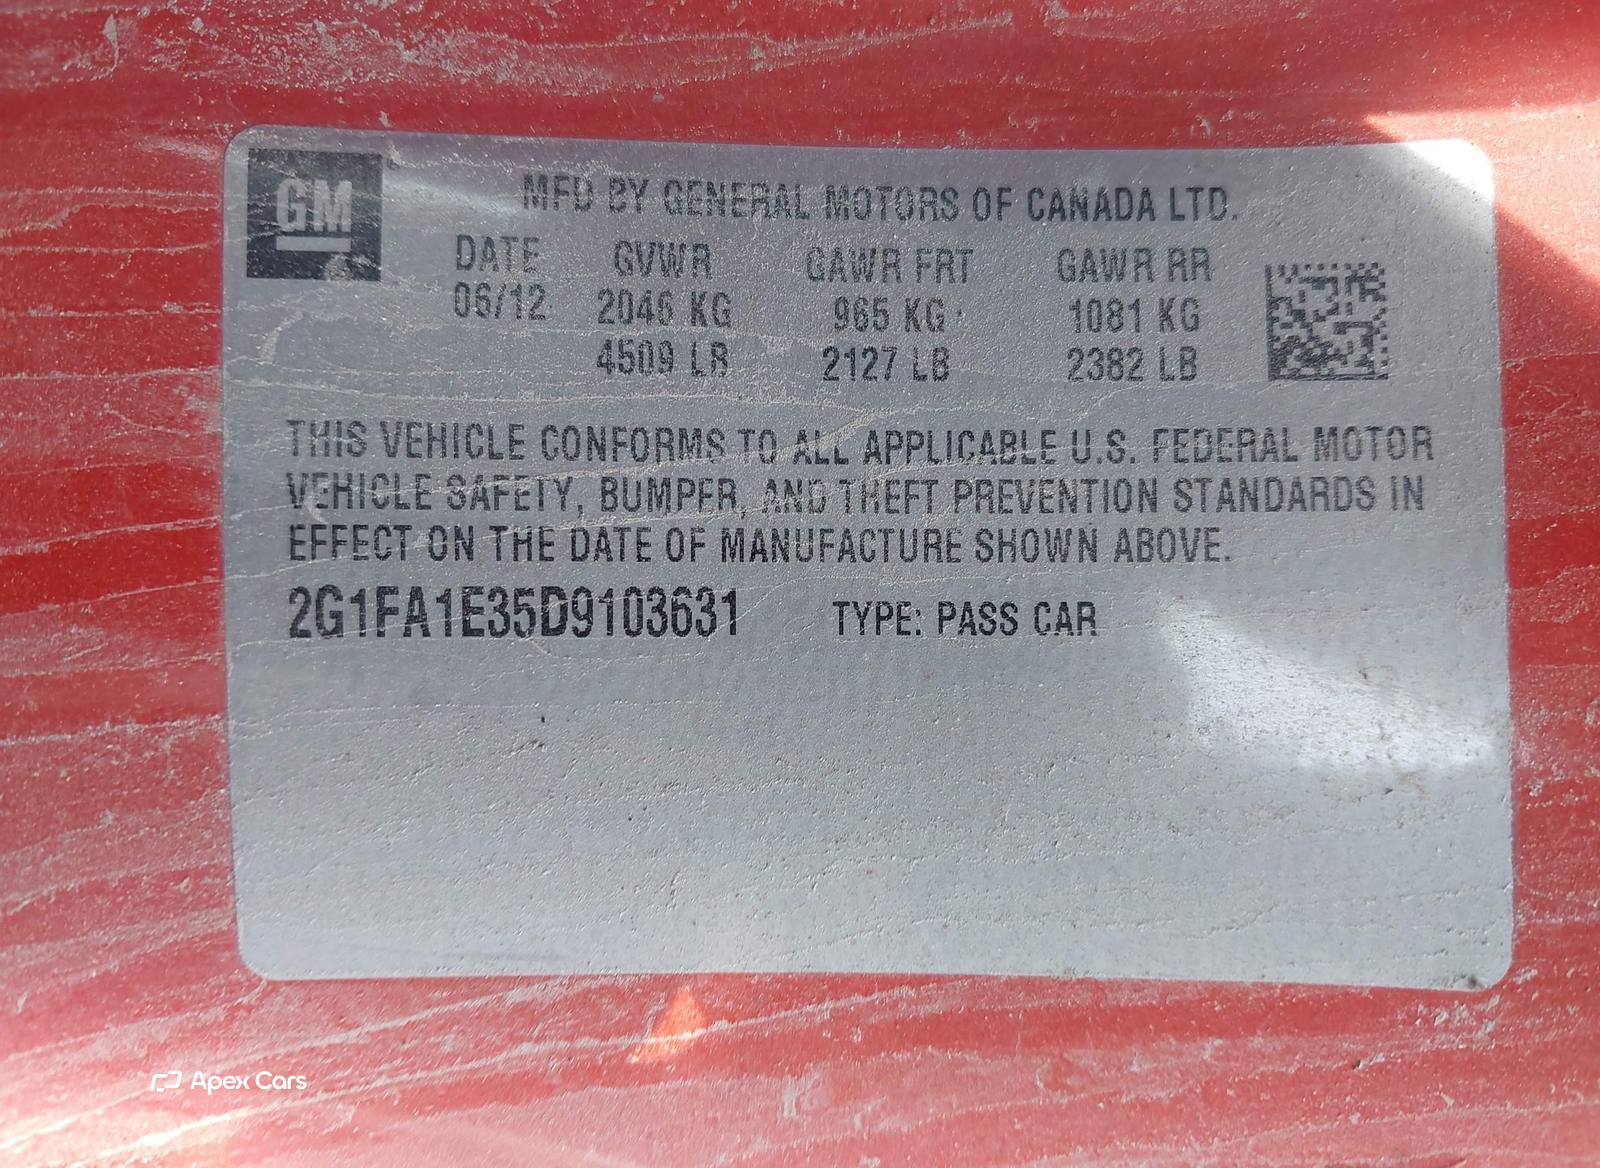 GM
MFD BY GENERAL MOTORS OF CANADA LTD.
DATE GVWR GAWR FRT GAWR RR
06/12 2046 KG 965 KG 1081 KG
4509 LB 2127 LB 2382 LB
THIS VEHICLE CONFORMS TO ALL APPLICABLE U.S. FEDERAL MOTOR
VEHICLE SAFETY, BUMPER, AND THEFT PREVENTION STANDARDS IN
EFFECT ON THE DATE OF MANUFACTURE SHOWN ABOVE.
2G1FA1E35D9103631 TYPE: PASS CAR
Apex Cars